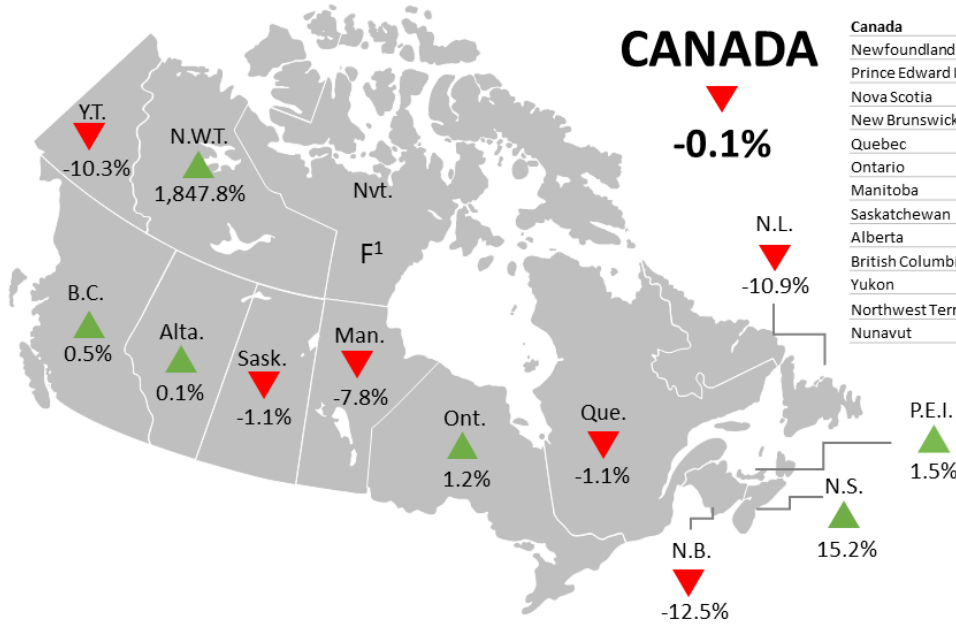 CANADA
-0.1%
Y.T.
-10.3%
N.W.T.
1,847.8%
Nvt.
F¹
B.C.
0.5%
Alta.
0.1%
Sask.
-1.1%
Man.
-7.8%
Ont.
1.2%
Que.
-1.1%
N.L.
-10.9%
P.E.I.
1.5%
N.S.
15.2%
N.B.
-12.5%
Canada
Newfoundland
Prince Edward
Nova Scotia
New Brunswick
Quebec
Ontario
Manitoba
Saskatchewan
Alberta
British
Yukon
Northwest
Nunavut